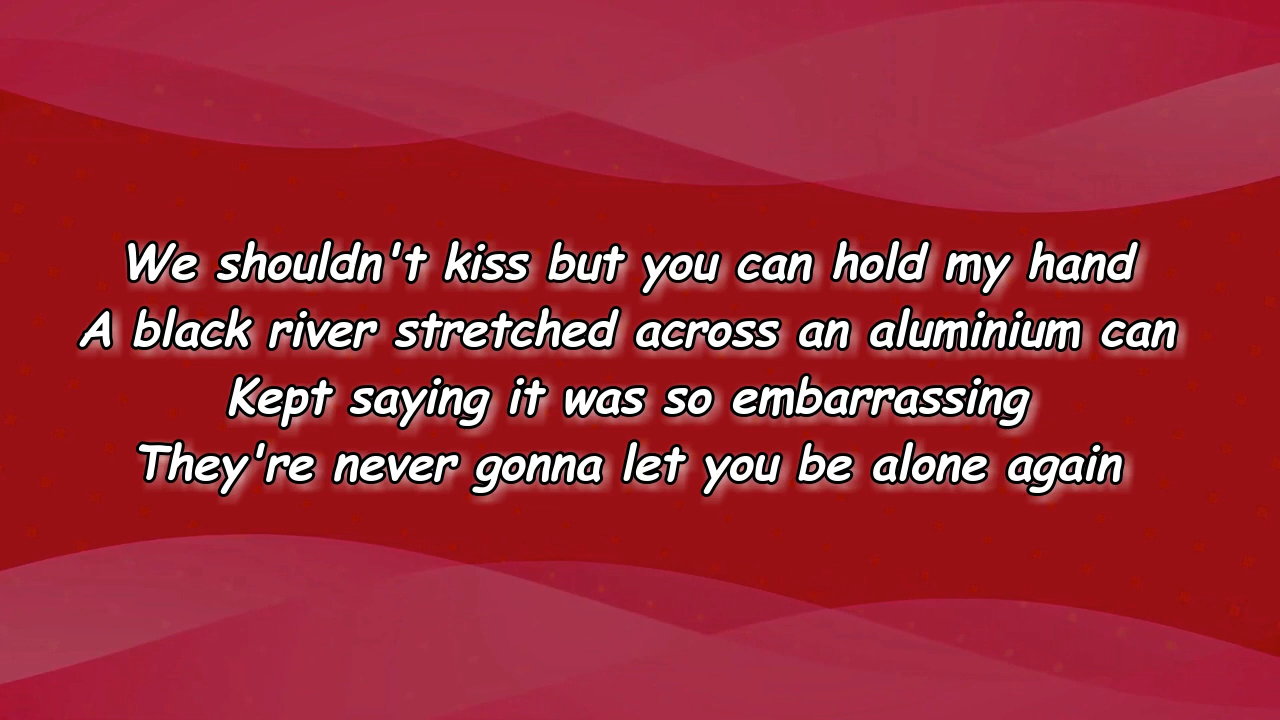 We shouldn't kiss but you can hold my hand
A black river stretched across an aluminium can
Kept saying it was so embarrassing
They're never gonna let you be alone again